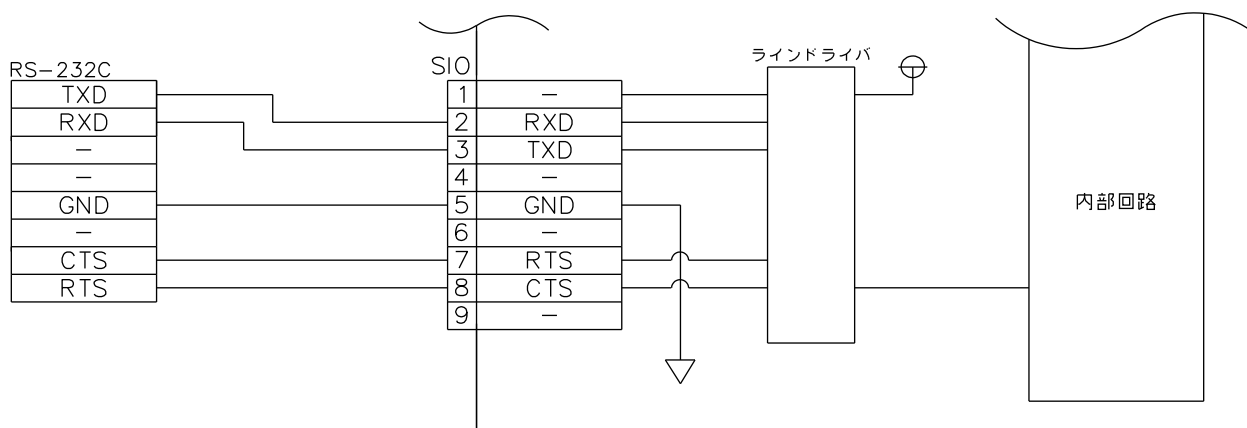 RS-232C
TXD
RXD
-
-
GND
-
CTS
RTS
SIO
1 -
2 RXD
3 TXD
4 -
5 GND
6 -
7 RTS
8 CTS
9 -
ラインドライバ
内部回路